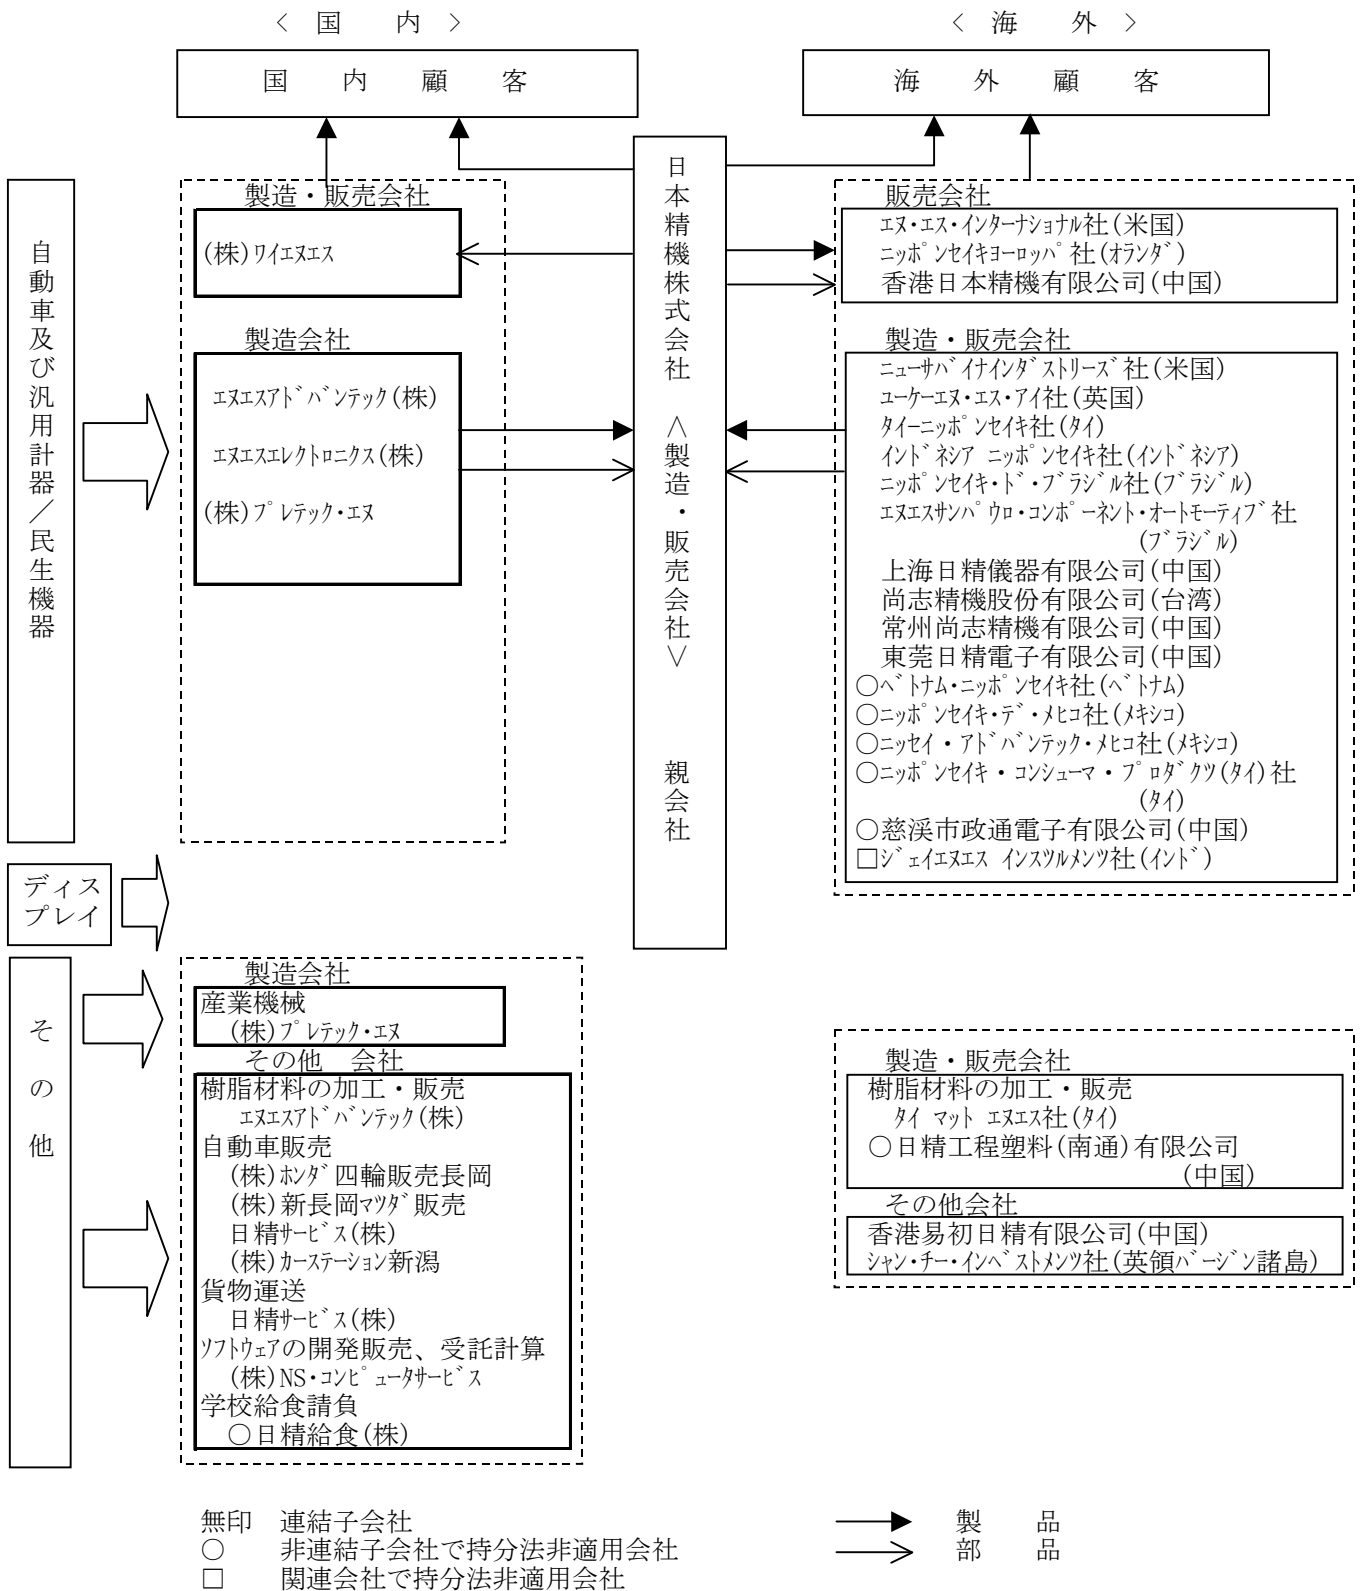 ＜ 国 内 ＞
国 内 顧 客
＜ 海 外 ＞
海 外 顧 客
自動車及び汎用計器／民生機器
製造・販売会社
(株)ﾜｲｴﾇｴｽ
製造会社
ｴﾇｴｽｱﾄﾞﾊﾞﾝﾃｯｸ(株)
ｴﾇｴｽｴﾚｸﾄﾛﾆｸｽ(株)
(株)ﾌﾟﾚﾃｯｸ・ｴﾇ
日本精機株式会社 ＜製造・販売会社＞ 親会社
販売会社
ｴﾇ・ｴｽ・ｲﾝﾀｰﾅｼｮﾅﾙ社(米国)
ﾆｯﾎﾟﾝｾｲｷﾖｰﾛｯﾊﾟ社(ｵﾗﾝﾀﾞ)
香港日本精機有限公司(中国)
製造・販売会社
ﾆｭｰｻﾊﾞｲﾅｲﾝﾀﾞｽﾄﾘｰｽﾞ社(米国)
ﾕｰｹｰｴﾇ・ｴｽ・ｱｲ社(英国)
ﾀｲｰﾆｯﾎﾟﾝｾｲｷ社(ﾀｲ)
ｲﾝﾄﾞﾈｼｱ ﾆｯﾎﾟﾝｾｲｷ社(ｲﾝﾄﾞﾈｼｱ)
ﾆｯﾎﾟﾝｾｲｷ・ﾄﾞ・ﾌﾞﾗｼﾞﾙ社(ﾌﾞﾗｼﾞﾙ)
ｴﾇｴｽｻﾝﾊﾟｳﾛ・ｺﾝﾎﾟｰﾈﾝﾄ・ｵｰﾄﾓｰﾃｨﾌﾞ社
(ﾌﾞﾗｼﾞﾙ)
上海日精儀器有限公司(中国)
尚志精機股份有限公司(台湾)
常州尚志精機有限公司(中国)
東莞日精電子有限公司(中国)
○ﾍﾞﾄﾅﾑ・ﾆｯﾎﾟﾝｾｲｷ社(ﾍﾞﾄﾅﾑ)
○ﾆｯﾎﾟﾝｾｲｷ・ﾃﾞ・ﾒﾋｺ社(ﾒｷｼｺ)
○ﾆｯｾｲ・ｱﾄﾞﾊﾞﾝﾃｯｸ・ﾒﾋｺ社(ﾒｷｼｺ)
○ﾆｯﾎﾟﾝｾｲｷ・ｺﾝｼｭｰﾏ・ﾌﾟﾛﾀﾞｸﾂ(ﾀｲ)社
(ﾀｲ)
○慈渓市政通電子有限公司(中国)
□ｼﾞｪｲｴﾇｴｽ ｲﾝｽﾂﾙﾒﾝﾂ社(ｲﾝﾄﾞ)
ディス
プレイ
その他
製造会社
産業機械
(株)ﾌﾟﾚﾃｯｸ・ｴﾇ
その他　会社
樹脂材料の加工・販売
ｴﾇｴｽｱﾄﾞﾊﾞﾝﾃｯｸ(株)
自動車販売
(株)ﾎﾝﾀﾞ四輪販売長岡
(株)新長岡ﾏﾂﾀﾞ販売
日精ｻｰﾋﾞｽ(株)
(株)ｶｰｽﾃｰｼｮﾝ新潟
貨物運送
日精ｻｰﾋﾞｽ(株)
ｿﾌﾄｳｪｱの開発販売、受託計算
(株)NS・ｺﾝﾋﾟｭｰﾀｻｰﾋﾞｽ
学校給食請負
○日精給食(株)
製造・販売会社
樹脂材料の加工・販売
ﾀｲ ﾏｯﾄ ｴﾇｴｽ社(ﾀｲ)
○日精工程塑料(南通)有限公司
(中国)
その他会社
香港易初日精有限公司(中国)
ｼｬﾝ・ﾁｰ・ｲﾝﾍﾞｽﾄﾒﾝﾂ社(英領ﾊﾞｰｼﾞﾝ諸島)
無印　連結子会社
○　非連結子会社で持分法非適用会社
□　関連会社で持分法非適用会社
製　品
部　品